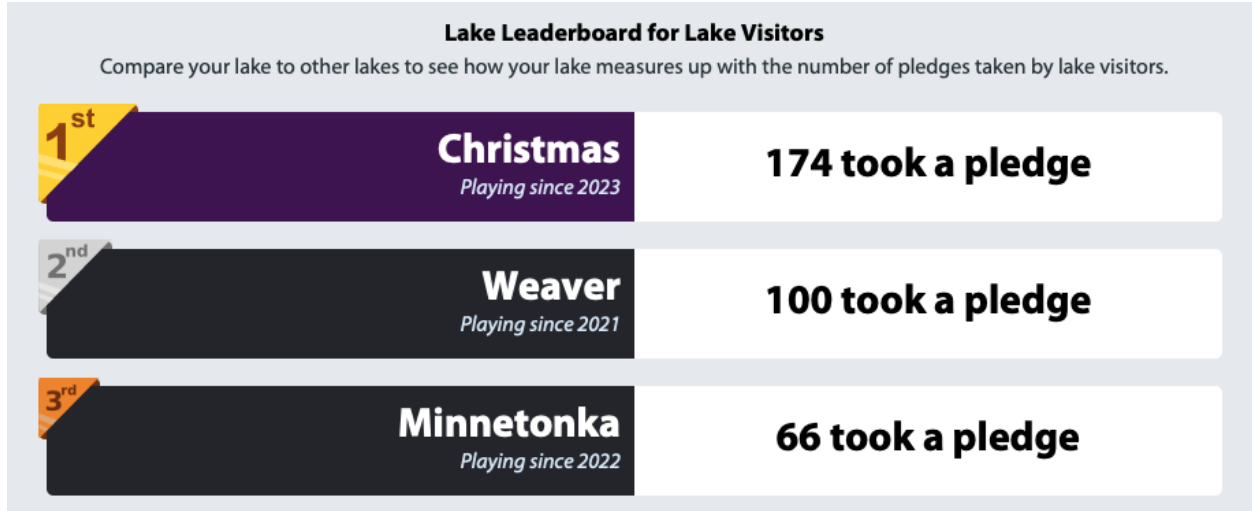 Lake Leaderboard for Lake Visitors
Compare your lake to other lakes to see how your lake measures up with the number of pledges taken by lake visitors.
1st
Christmas
Playing since 2023
174 took a pledge
2nd
Weaver
Playing since 2021
100 took a pledge
3rd
Minnetonka
Playing since 2022
66 took a pledge